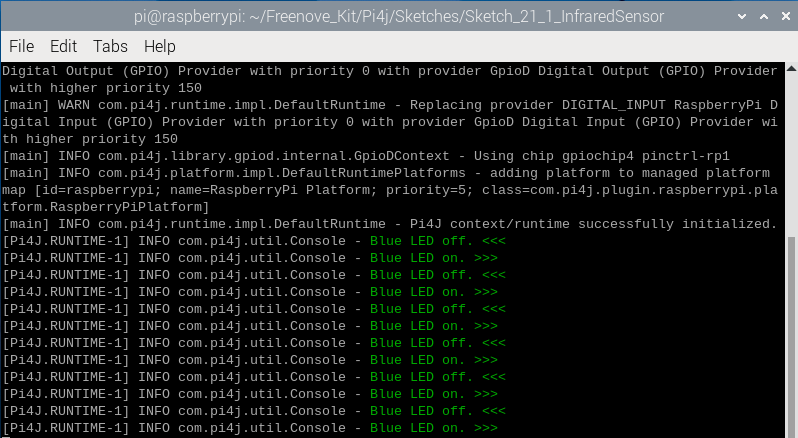 pi@raspberrypi: ~/Freenove_Kit/Pi4j/Sketches/Sketch_21_1_InfraredSensor
File Edit Tabs Help
Digital Output (GPIO) Provider with priority 0 with provider GpioD Digital Output (GPIO) Provider
with higher priority 150
[main] WARN com.pi4j.runtime.impl.DefaultRuntime - Replacing provider DIGITAL_INPUT RaspberryPi D
igital Input (GPIO) Provider with priority 0 with provider GpioD Digital Input (GPIO) Provider wi
th higher priority 150
[main] INFO com.pi4j.library.gpiod.internal.GpioDContext - Using chip gpiochip4 pinctrl-rp1
[main] INFO com.pi4j.platform.impl.DefaultRuntimePlatforms - adding platform to managed platform
map [id=raspberrypi; name=RaspberryPi Platform; priority=5; class=com.pi4j.plugin.raspberrypi.pla
tform.RaspberryPiPlatform]
[main] INFO com.pi4j.runtime.impl.DefaultRuntime - Pi4J context/runtime successfully initialized.
[Pi4J.RUNTIME-1] INFO com.pi4j.util.Console - Blue LED off. <<<
[Pi4J.RUNTIME-1] INFO com.pi4j.util.Console - Blue LED on. >>>
[Pi4J.RUNTIME-1] INFO com.pi4j.util.Console - Blue LED off. <<<
[Pi4J.RUNTIME-1] INFO com.pi4j.util.Console - Blue LED on. >>>
[Pi4J.RUNTIME-1] INFO com.pi4j.util.Console - Blue LED off. <<<
[Pi4J.RUNTIME-1] INFO com.pi4j.util.Console - Blue LED on. >>>
[Pi4J.RUNTIME-1] INFO com.pi4j.util.Console - Blue LED off. <<<
[Pi4J.RUNTIME-1] INFO com.pi4j.util.Console - Blue LED on. >>>
[Pi4J.RUNTIME-1] INFO com.pi4j.util.Console - Blue LED off. <<<
[Pi4J.RUNTIME-1] INFO com.pi4j.util.Console - Blue LED on. >>>
[Pi4J.RUNTIME-1] INFO com.pi4j.util.Console - Blue LED off. <<<
[Pi4J.RUNTIME-1] INFO com.pi4j.util.Console - Blue LED on. >>>